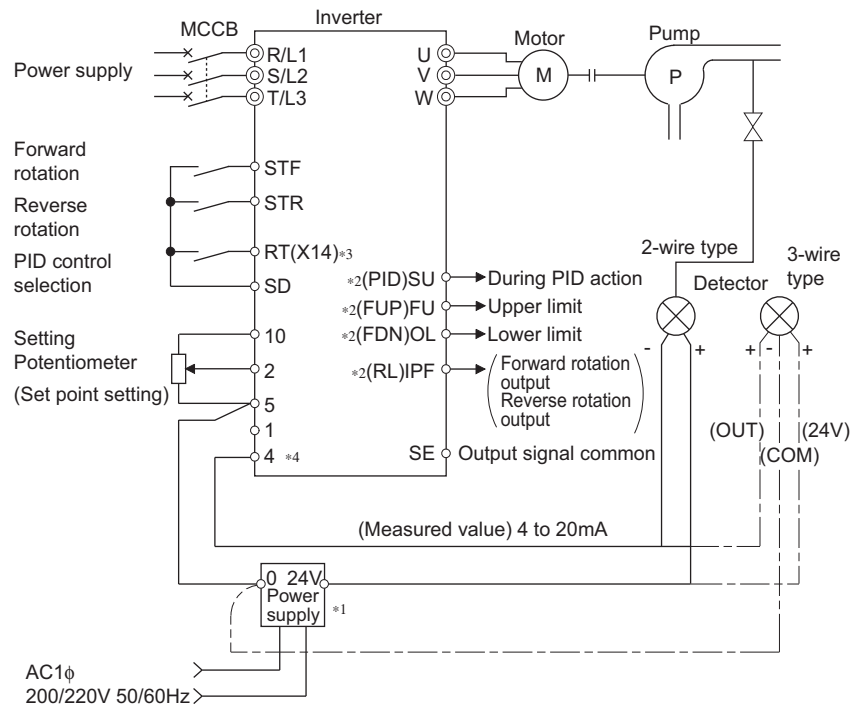 Inverter
MCCB
Motor
Pump
Power supply
R/L1
S/L2
T/L3
U
V
W
M
P
Forward
rotation
Reverse
rotation
PID control
selection
STF
STR
RT(X14)*3
SD
Setting
Potentiometer
(Set point setting)
10
2
5
1
4 *4
*2(PID)SU
During PID action
*2(FUP)FU
Upper limit
*2(FDN)OL
Lower limit
*2(RL)IPF
Forward rotation
output
Reverse rotation
output
SE
Output signal common
2-wire type
Detector
3-wire
type
- +
+ - +
(OUT)
(24V)
(COM)
(Measured value) 4 to 20mA
0 24V
Power
supply
*1
AC1ϕ
200/220V 50/60Hz